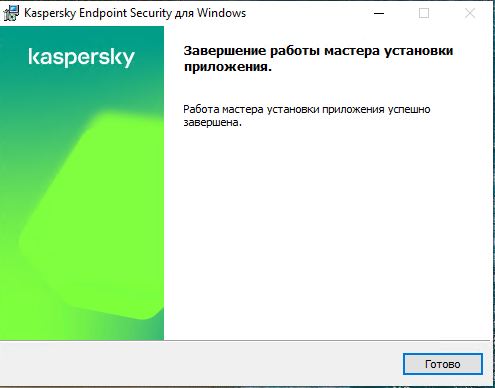 Kaspersky Endpoint Security для Windows
kaspersky
Завершение работы мастера установки
приложения.
Работа мастера установки приложения успешно
завершена.
Готово